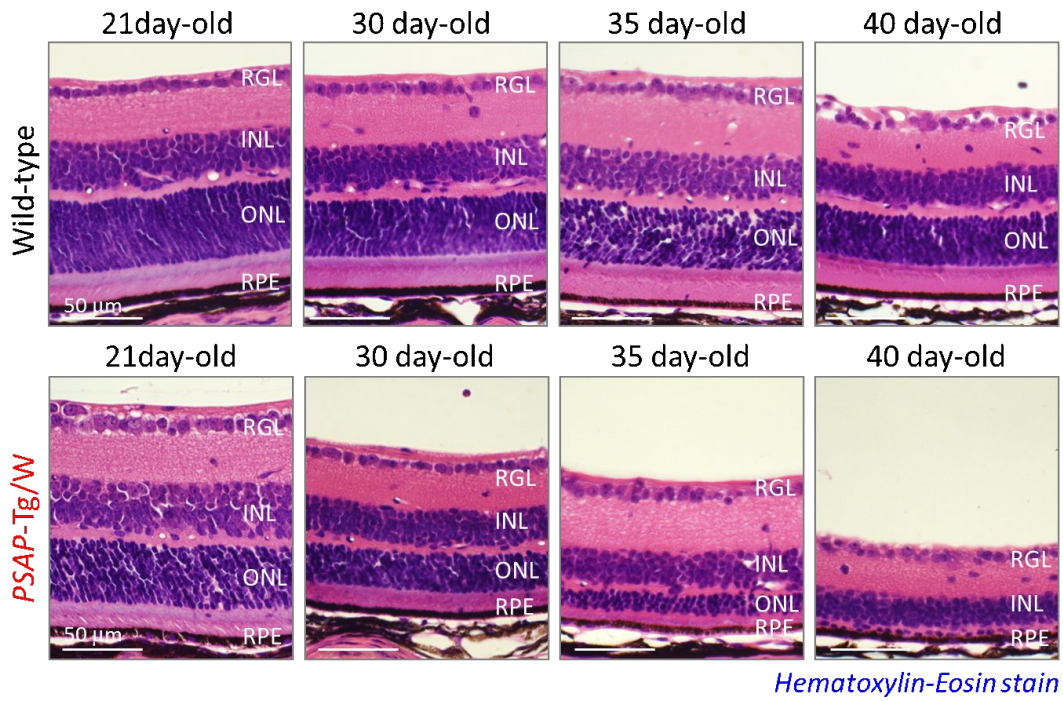 21day-old 30 day-old 35 day-old 40 day-old
Wild-type
RGL
INL
ONL
RPE
50 μm
RGL
INL
ONL
RPE
RGL
INL
ONL
RPE
RGL
INL
ONL
RPE
21day-old 30 day-old 35 day-old 40 day-old
PSAP-Tg/W
RGL
INL
ONL
RPE
50 μm
RGL
INL
ONL
RPE
RGL
INL
ONL
RPE
RGL
INL
RPE
Hematoxylin-Eosin stain